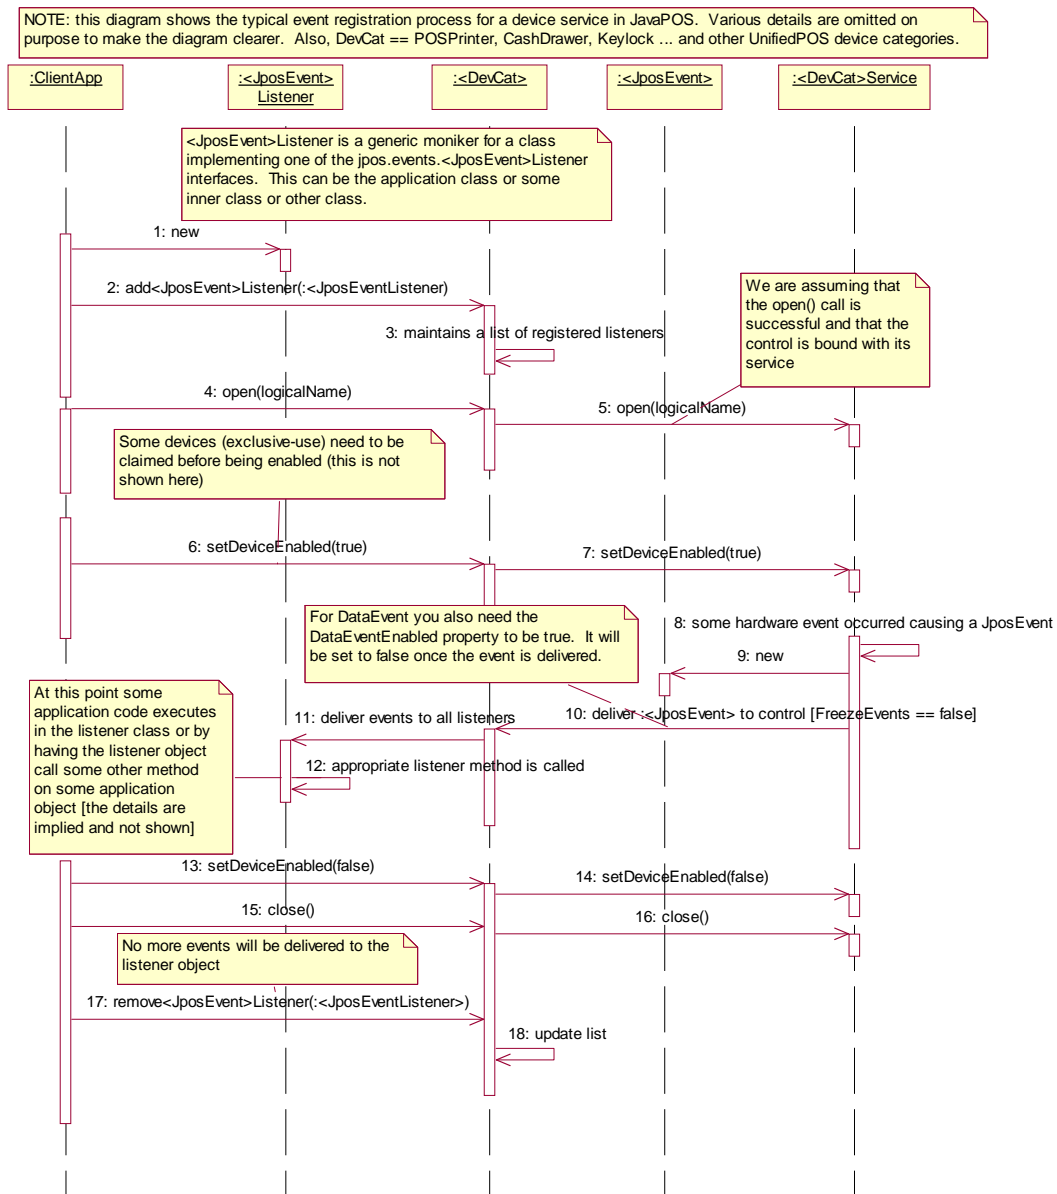 NOTE: this diagram shows the typical event registration process for a device service in JavaPOS.  Various details are omitted on
purpose to make the diagram clearer.  Also, DevCat == POSPrinter, CashDrawer, Keylock ... and other UnifiedPOS device categories.
:ClientApp
:<JposEvent>
Listener
:<DevCat>
:<JposEvent>
:<DevCat>Service
<JposEvent>Listener is a generic moniker for a class
implementing one of the jpos.events.<JposEvent>Listener
interfaces.  This can be the application class or some
inner class or other class.
1: new
2: add<JposEvent>Listener(:<JposEventListener)
We are assuming that
the open() call is
successful and that the
control is bound with its
service
3: maintains a list of registered listeners
4: open(logicalName)
5: open(logicalName)
Some devices (exclusive-use) need to be
claimed before being enabled (this is not
shown here)
6: setDeviceEnabled(true)
7: setDeviceEnabled(true)
For DataEvent you also need the
DataEventEnabled property to be true.  It will
be set to false once the event is delivered.
8: some hardware event occurred causing a JposEvent
9: new
At this point some
application code executes
in the listener class or by
having the listener object
call some other method
on some application
object [the details are
implied and not shown]
10: deliver :<JposEvent> to control [FreezeEvents == false]
11: deliver events to all listeners
12: appropriate listener method is called
13: setDeviceEnabled(false)
14: setDeviceEnabled(false)
15: close()
16: close()
No more events will be delivered to the
listener object
17: remove<JposEvent>Listener(:<JposEventListener>)
18: update list